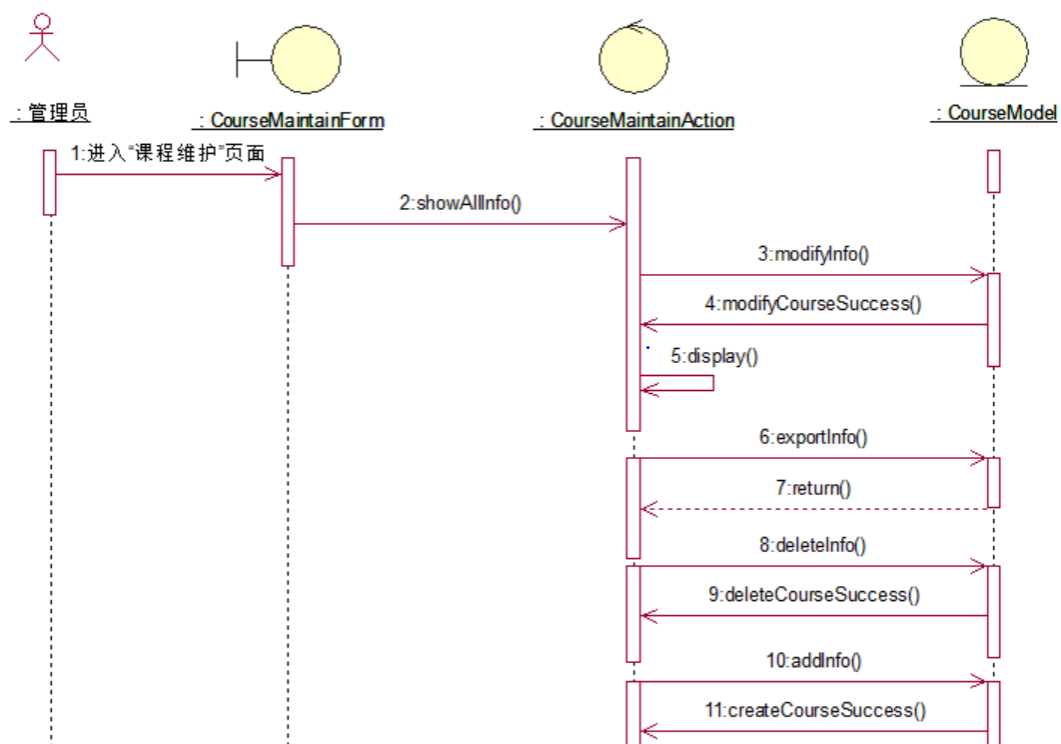 : 管理员
: CourseMaintainForm
: CourseMaintainAction
: CourseModel
1:进入“课程维护”页面
2:showAllInfo()
3:modifyInfo()
4:modifyCourseSuccess()
5:display()
6:exportInfo()
7:return()
8:deleteInfo()
9:deleteCourseSuccess()
10:addInfo()
11:createCourseSuccess()